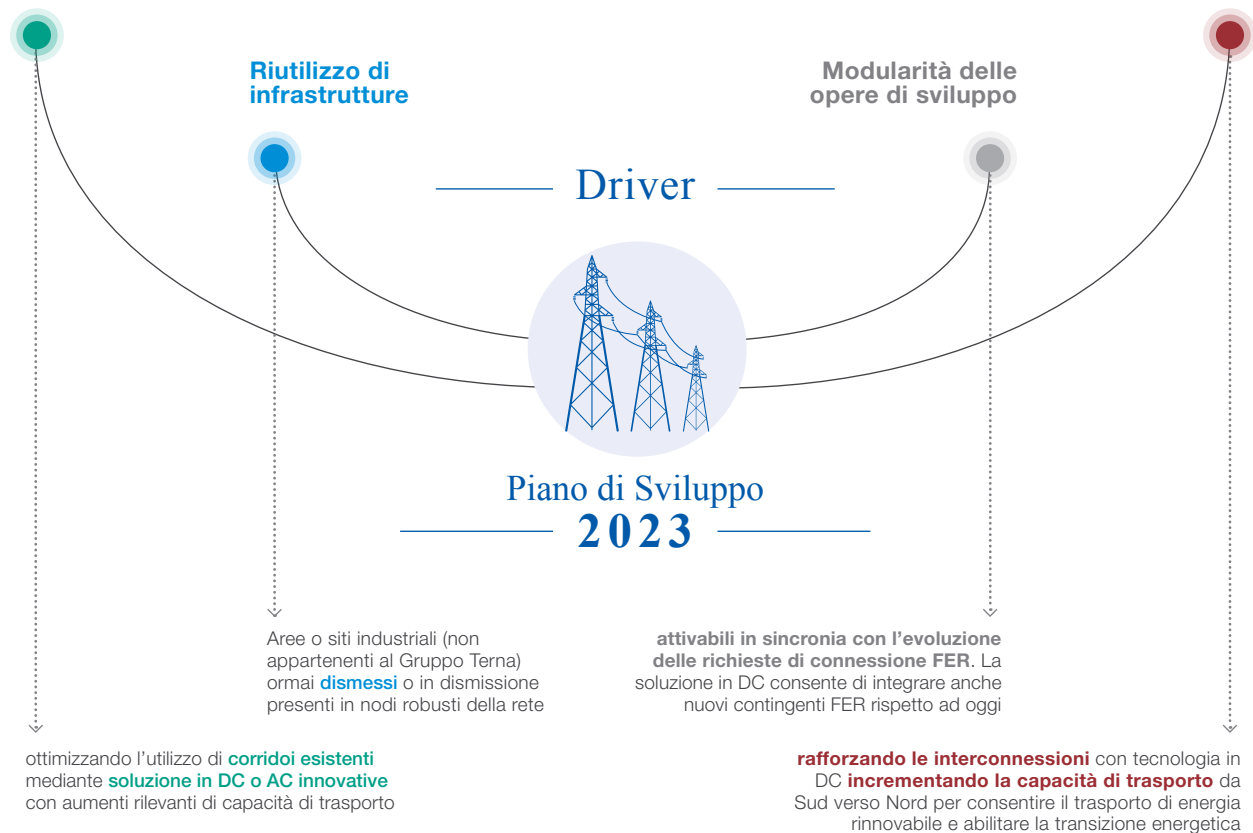 Riutilizzo di
infrastrutture
Modularità delle
opere di sviluppo
Driver
Piano di Sviluppo
2023
Aree o siti industriali (non
appartenenti al Gruppo Terna)
ormai dismessi o in dismissione
presenti in nodi robusti della rete
attivabili in sincronia con l’evoluzione
delle richieste di connessione FER. La
soluzione in DC consente di integrare anche
nuovi contingenti FER rispetto ad oggi
ottimizzando l’utilizzo di corridoi esistenti
mediante soluzione in DC o AC innovative
con aumenti rilevanti di capacità di trasporto
rafforzando le interconnessioni con tecnologia in
DC incrementando la capacità di trasporto da
Sud verso Nord per consentire il trasporto di energia
rinnovabile e abilitare la transizione energetica